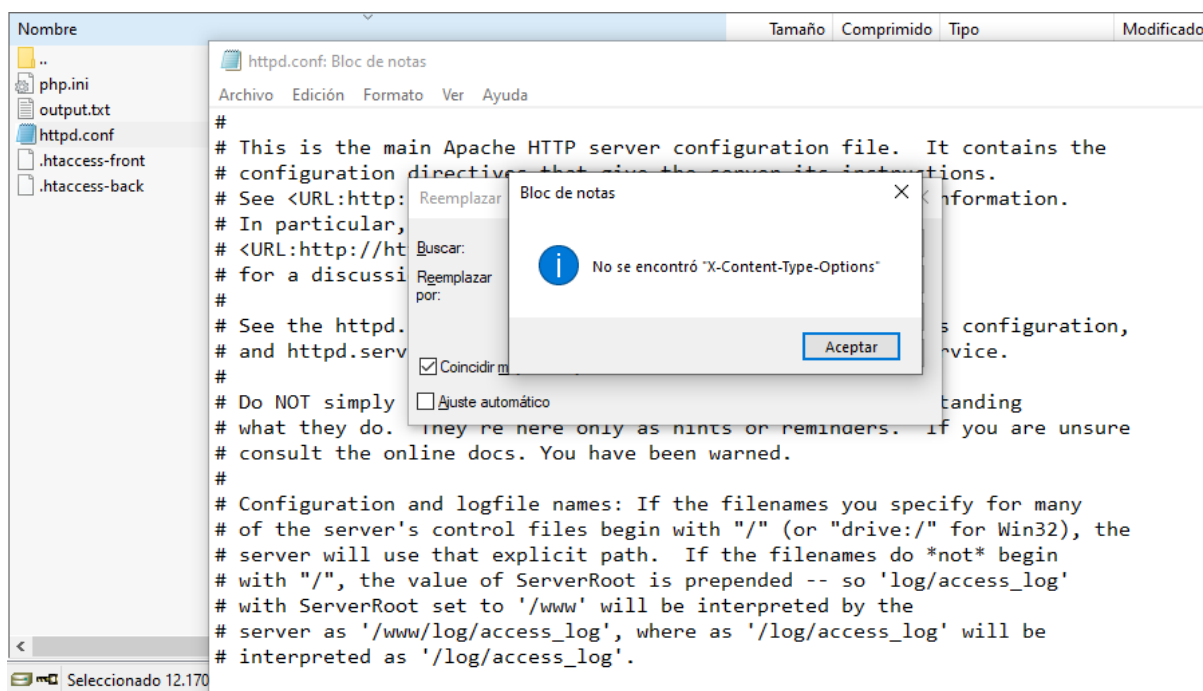 Nombre Tamaño Comprimido Tipo Modificado
..
php.ini
output.txt
httpd.conf
.htaccess-front
.htaccess-back
httpd.conf: Bloc de notas
Archivo Edición Formato Ver Ayuda
#
# This is the main Apache HTTP server configuration file. It contains the
# configuration directives that give the server its instructions.
# See <URL:http: nformation.
# In particular,
# <URL:http://ht
# for a discussi
#
# See the httpd. s configuration,
# and httpd.serv rvice.
#
# Do NOT simply tanding
# what they do. They're here only as hints or reminders. If you are unsure
# consult the online docs. You have been warned.
#
# Configuration and logfile names: If the filenames you specify for many
# of the server's control files begin with "/" (or "drive:/" for Win32), the
# server will use that explicit path. If the filenames do *not* begin
# with "/", the value of ServerRoot is prepended -- so 'log/access_log'
# with ServerRoot set to '/www' will be interpreted by the
# server as '/www/log/access_log', where as '/log/access_log' will be
# interpreted as '/log/access_log'.
Reemplazar
Buscar:
Reemplazar
por:
Coincidir m
Ajuste automático
Bloc de notas
No se encontró "X-Content-Type-Options"
Aceptar
Seleccionado 12.170